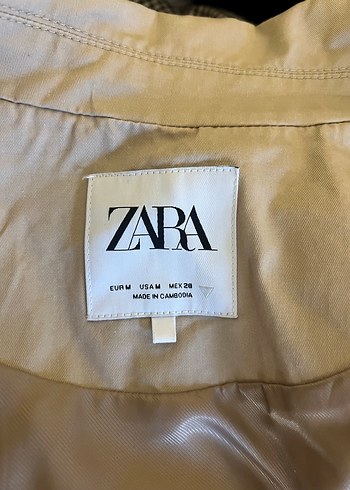 ZARA
EUR M USA M MEX 28
MADE IN CAMBODIA